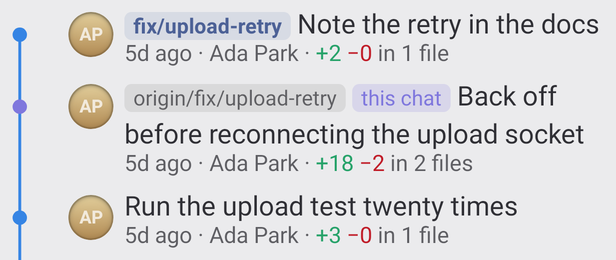 AP fix/upload-retry Note the retry in the docs
5d ago · Ada Park · +2 −0 in 1 file
AP origin/fix/upload-retry this chat Back off
before reconnecting the upload socket
5d ago · Ada Park · +18 −2 in 2 files
AP Run the upload test twenty times
5d ago · Ada Park · +3 −0 in 1 file